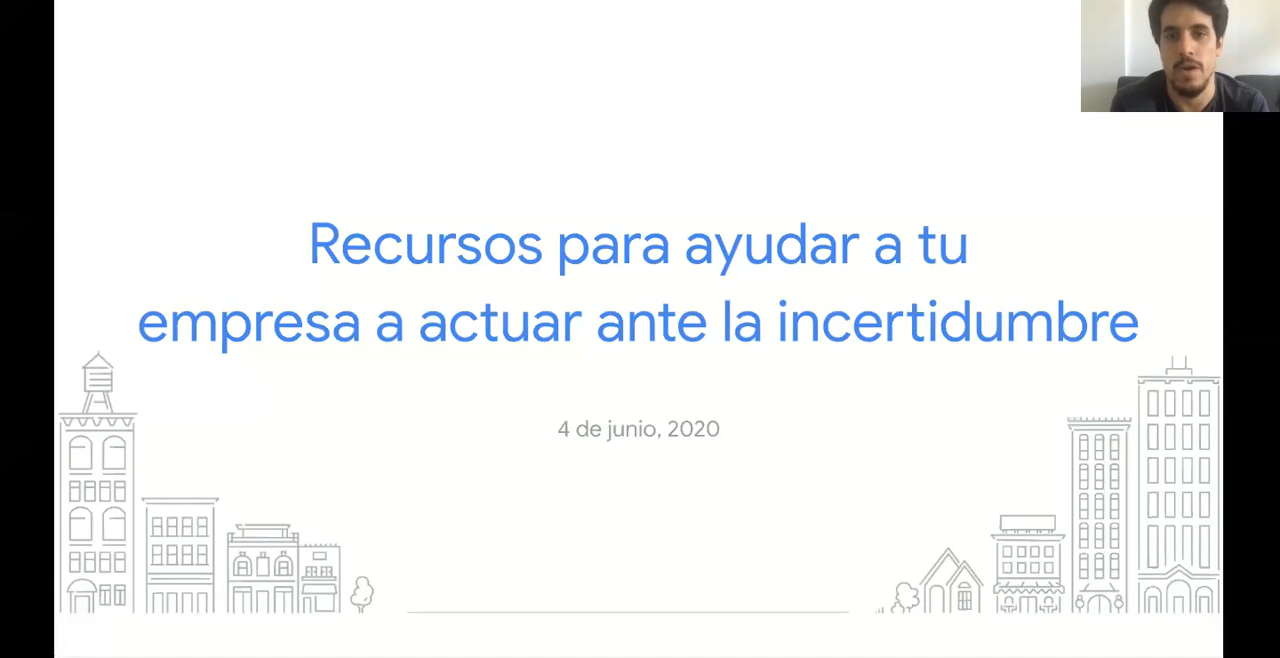 Recursos para ayudar a tu
empresa a actuar ante la incertidumbre
4 de junio, 2020